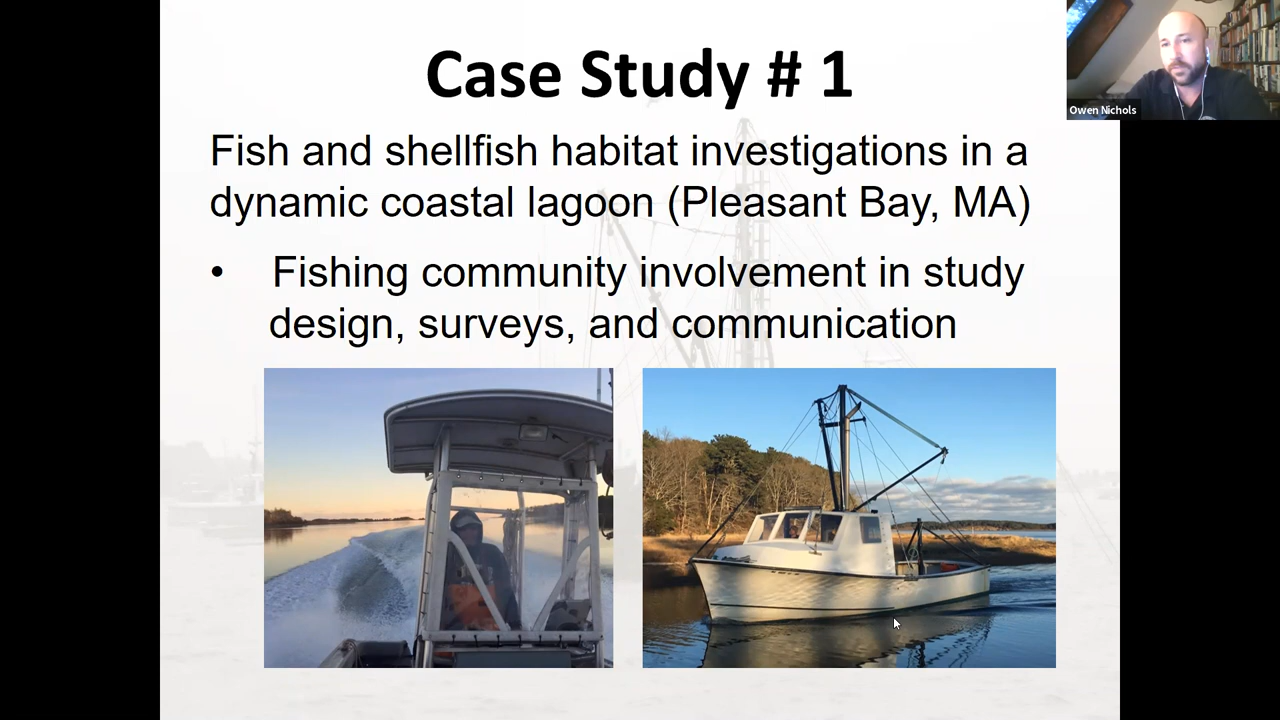 Case Study # 1
Owen Nichols
Fish and shellfish habitat investigations in a
dynamic coastal lagoon (Pleasant Bay, MA)
• Fishing community involvement in study
design, surveys, and communication